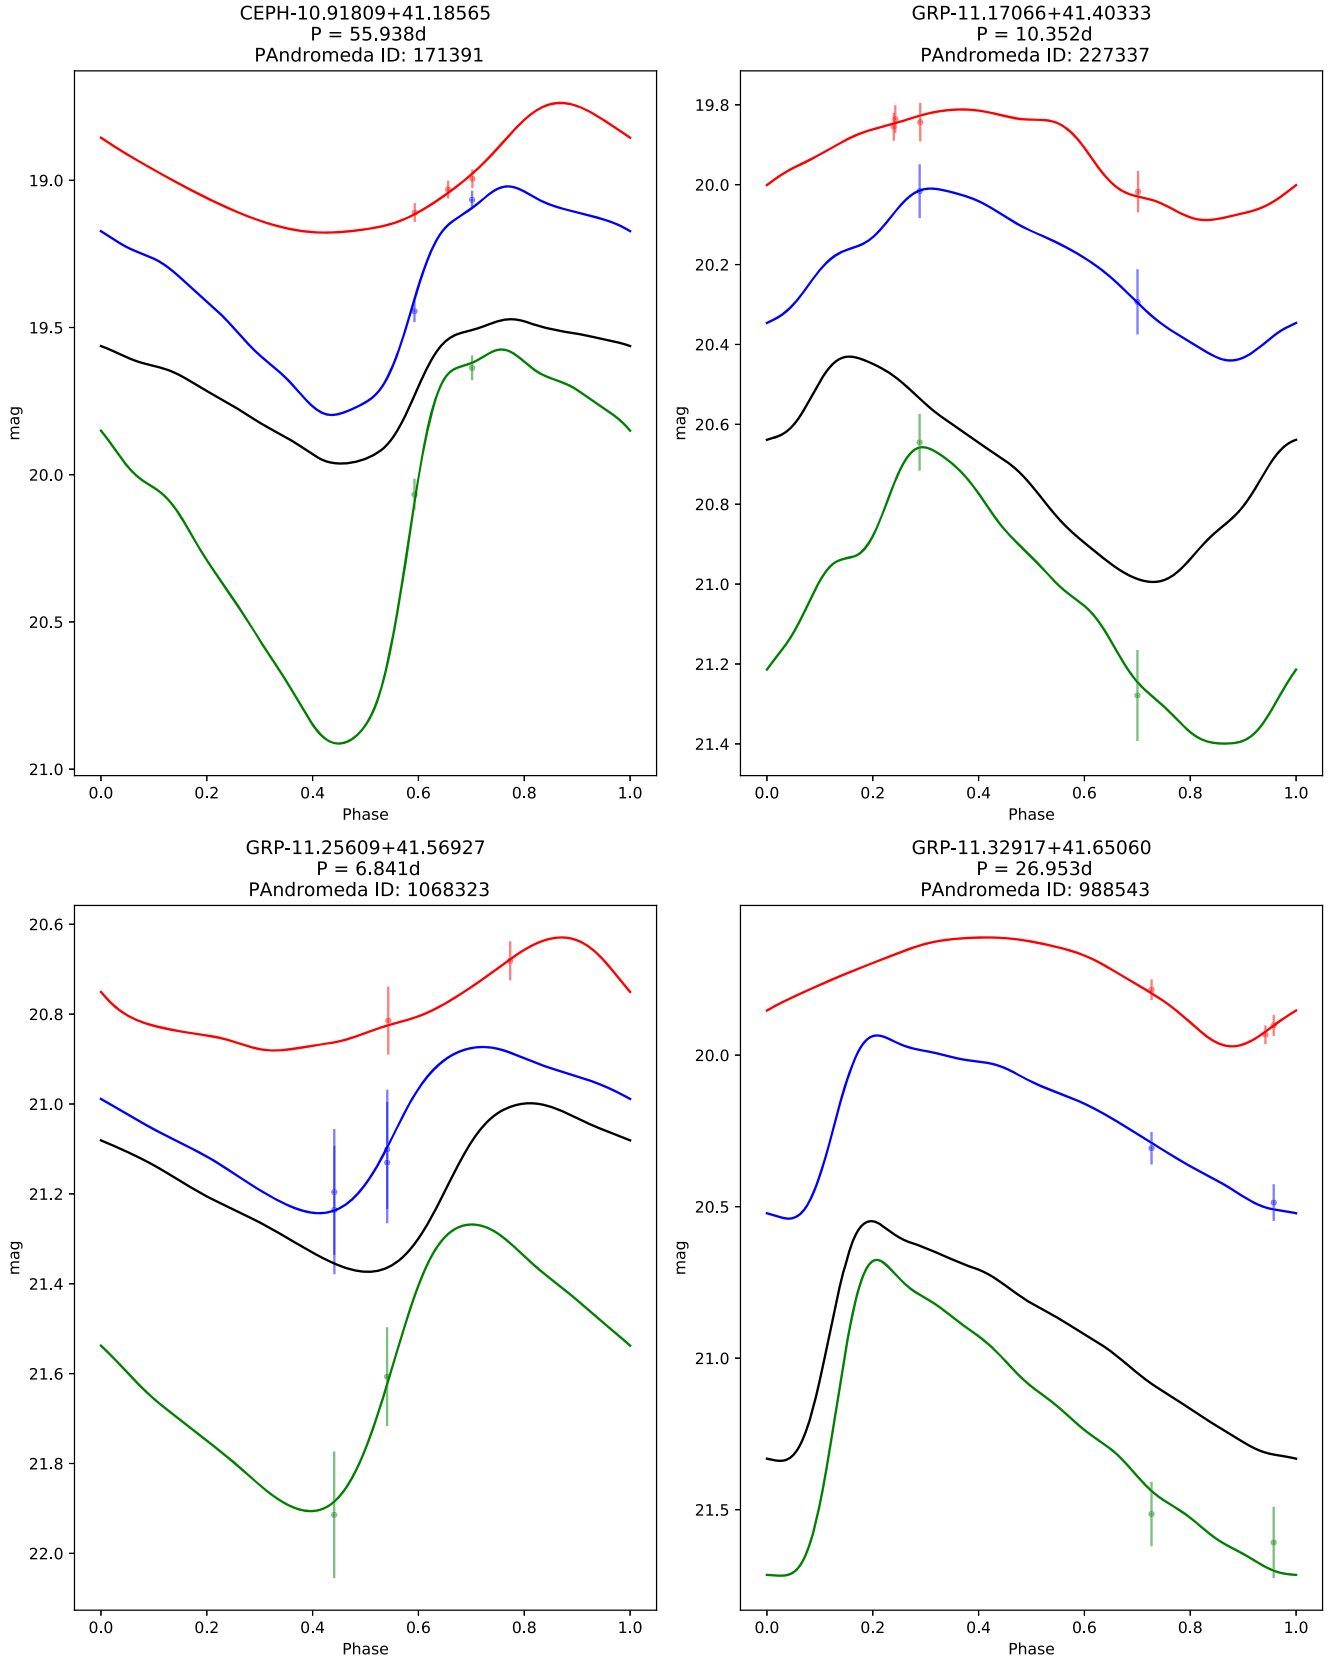 CEPH-10.91809+41.18565
P = 55.938d
PAndromeda ID: 171391
mag
19.0
19.5
20.0
20.5
21.0
0.0 0.2 0.4 0.6 0.8 1.0
Phase
GRP-11.17066+41.40333
P = 10.352d
PAndromeda ID: 227337
mag
19.8
20.0
20.2
20.4
20.6
20.8
21.0
21.2
21.4
0.0 0.2 0.4 0.6 0.8 1.0
Phase
GRP-11.25609+41.56927
P = 6.841d
PAndromeda ID: 1068323
mag
20.6
20.8
21.0
21.2
21.4
21.6
21.8
22.0
0.0 0.2 0.4 0.6 0.8 1.0
Phase
GRP-11.32917+41.65060
P = 26.953d
PAndromeda ID: 988543
mag
20.0
20.5
21.0
21.5
0.0 0.2 0.4 0.6 0.8 1.0
Phase